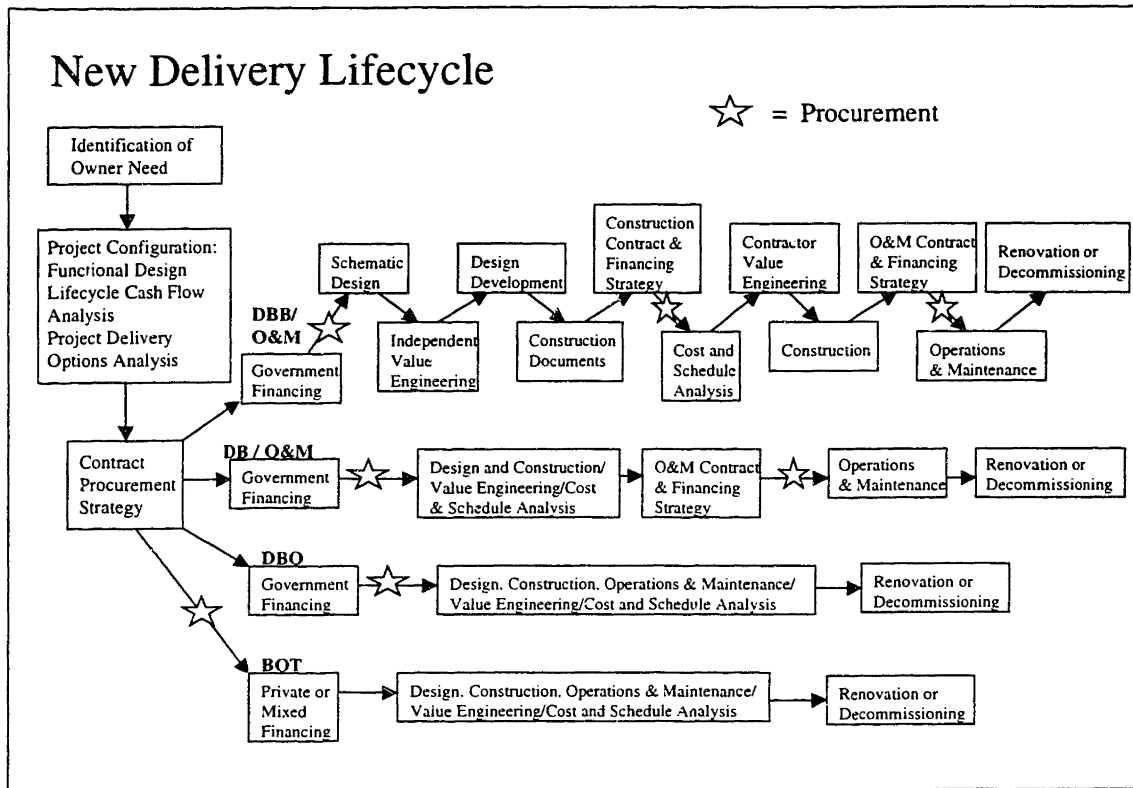 New Delivery Lifecycle
= Procurement
Identification of
Owner Need
Project Configuration:
Functional Design
Lifecycle Cash Flow
Analysis
Project Delivery
Options Analysis
Contract
Procurement
Strategy
DBB/
O&M
Government
Financing
Schematic
Design
Independent
Value
Engineering
Design
Development
Construction
Documents
Construction
Contract &
Financing
Strategy
Cost and
Schedule
Analysis
Contractor
Value
Engineering
Construction
O&M Contract
& Financing
Strategy
Operations
& Maintenance
Renovation or
Decommissioning
DB / O&M
Government
Financing
Design and Construction/
Value Engineering/Cost
& Schedule Analysis
O&M Contract
& Financing
Strategy
Operations
& Maintenance
Renovation or
Decommissioning
DBO
Government
Financing
Design, Construction, Operations & Maintenance/
Value Engineering/Cost and Schedule Analysis
Renovation or
Decommissioning
BOT
Private or
Mixed
Financing
Design, Construction, Operations & Maintenance/
Value Engineering/Cost and Schedule Analysis
Renovation or
Decommissioning